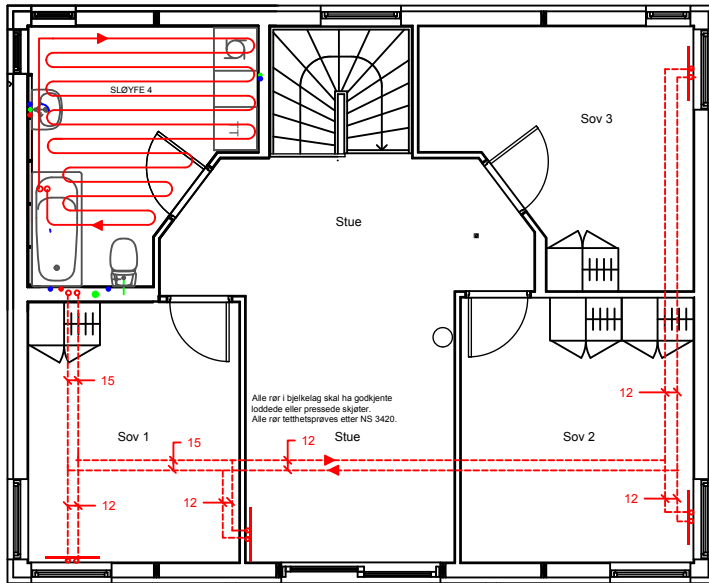 SLØYFE 4
Sov 3
Stue
15
Alle rør i bjelkelag skal ha godkjente
loddede eller pressede skjøter.
Alle rør tetthetsprøves etter NS 3420.
12
Sov 1
15
12
Stue
Sov 2
12
12
12